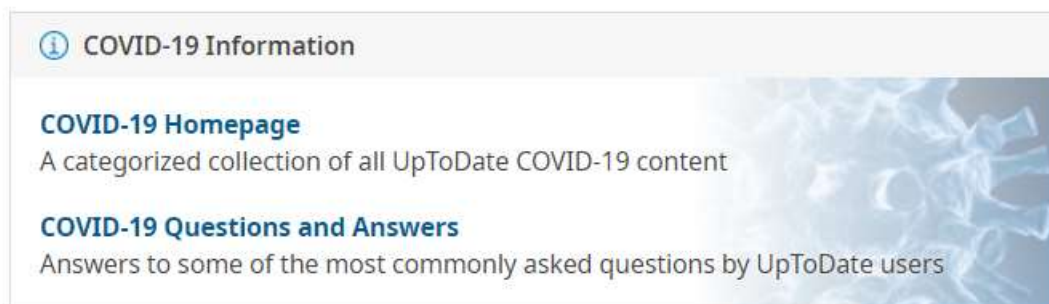 COVID-19 Information
COVID-19 Homepage
A categorized collection of all UpToDate COVID-19 content
COVID-19 Questions and Answers
Answers to some of the most commonly asked questions by UpToDate users